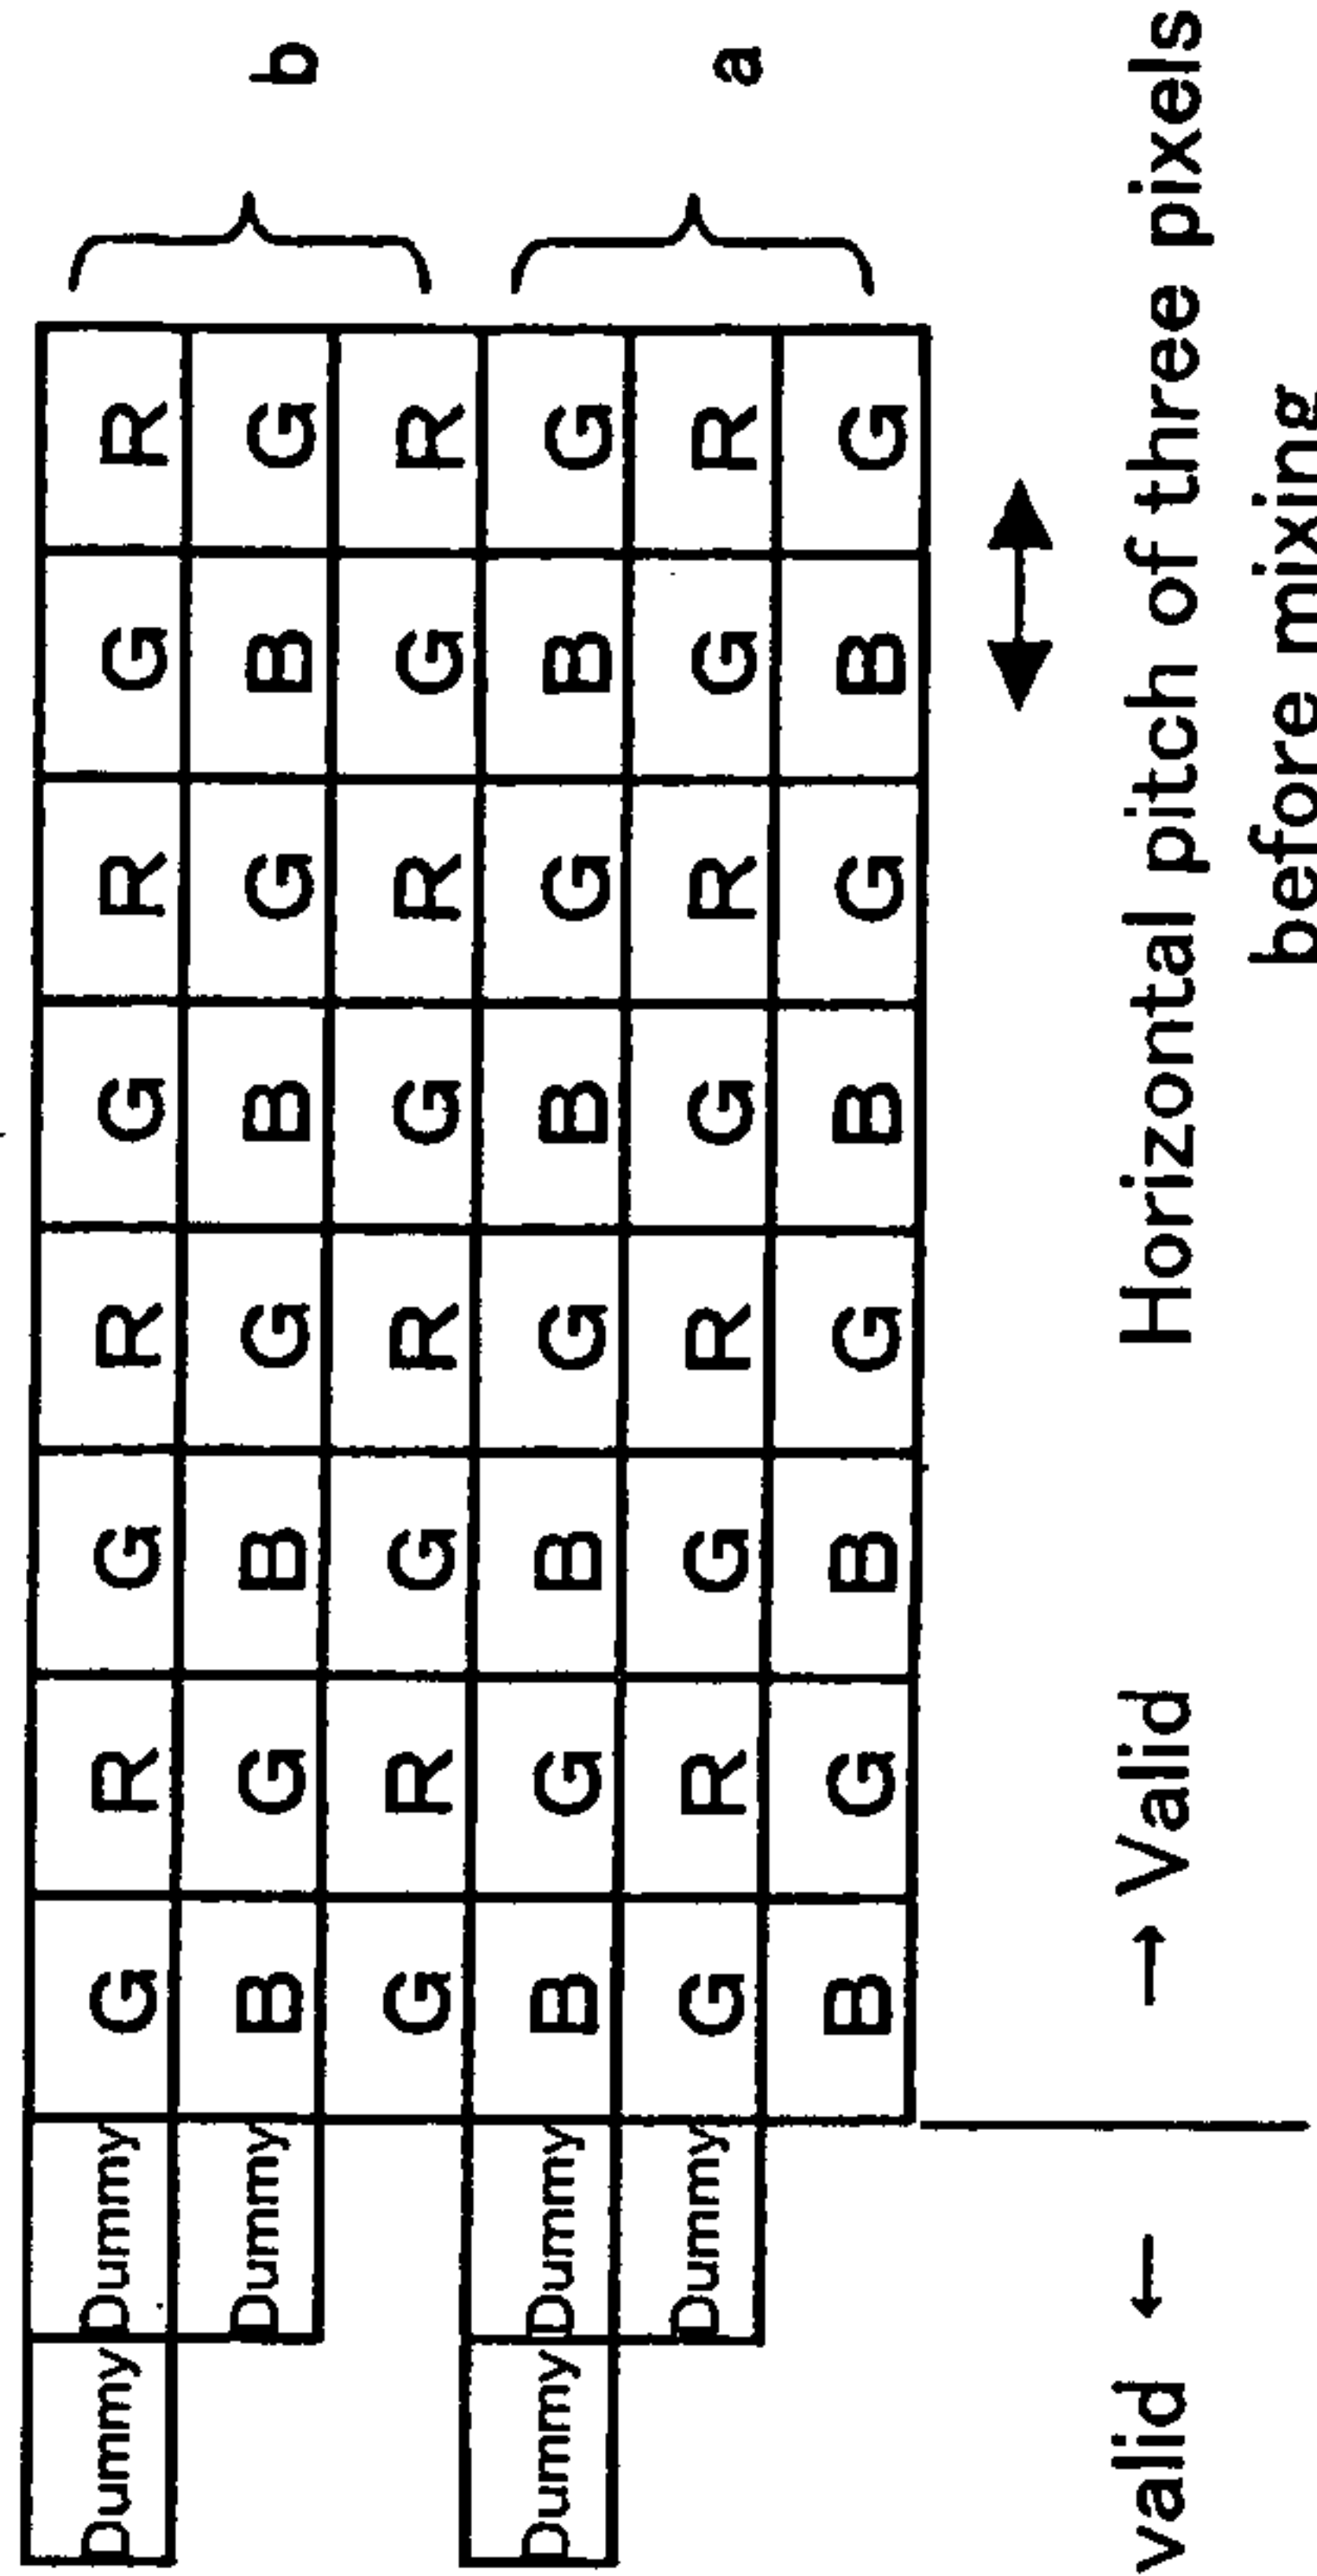 Dummy Dummy G R G R G R G R
Dummy B G B G B G B G b
G R G R G R G R
Dummy Dummy B G B G B G B G
Dummy G R G R G R G R a
B G B G B G B G
valid ← → Valid Horizontal pitch of three pixels
before mixing